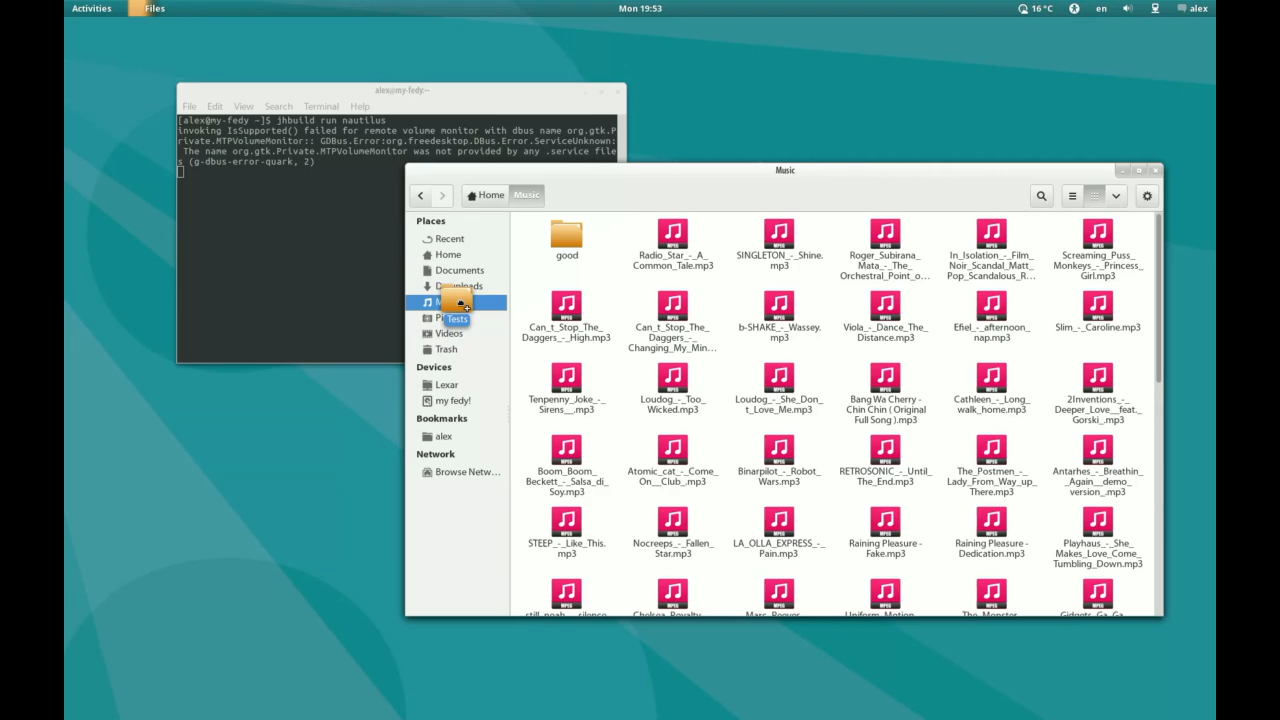 Activities Files Mon 19:53 16 °C en alex
alex@my-fedy:~
File Edit View Search Terminal Help
[alex@my-fedy ~]$ jhbuild run nautilus
invoking IsSupported() failed for remote volume monitor with dbus name org.gtk.P
rivate.MTPVolumeMonitor:: GDBus.Error:org.freedesktop.DBus.Error.ServiceUnknown:
The name org.gtk.Private.MTPVolumeMonitor was not provided by any .service file
s (g-dbus-error-quark, 2)
Music
Home Music
Places
Recent
Home
Documents
Downloads
Tests
Videos
Trash
Devices
Lexar
my fedy!
Bookmarks
alex
Network
Browse Netw...
good
Radio_Star_-_A_
Common_Tale.mp3
SINGLETON_-_Shine.
mp3
Roger_Subirana_
Mata_-_The_
Orchestral_Point_o...
In_Isolation_-_Film_
Noir_Scandal_Matt_
Pop_Scandalous_R...
Screaming_Puss_
Monkeys_-_Princess_
Girl.mp3
Can_t_Stop_The_
Daggers_-_High.mp3
Can_t_Stop_The_
Daggers_-_
Changing_My_Min...
b-SHAKE_-_Wassey.
mp3
Viola_-_Dance_The_
Distance.mp3
Efiel_-_afternoon_
nap.mp3
Slim_-_Caroline.mp3
Tenpenny_Joke_-_
Sirens__.mp3
Loudog_-_Too_
Wicked.mp3
Loudog_-_She_Don_
t_Love_Me.mp3
Bang Wa Cherry -
Chin Chin ( Original
Full Song ).mp3
Cathleen_-_Long_
walk_home.mp3
2Inventions_-_
Deeper_Love__feat._
Gorski_.mp3
Boom_Boom_
Beckett_-_Salsa_di_
Soy.mp3
Atomic_cat_-_Come_
On__Club_.mp3
Binarpilot_-_Robot_
Wars.mp3
RETROSONIC_-_Until_
The_End.mp3
The_Postmen_-_
Lady_From_Way_up_
There.mp3
Antarhes_-_Breathin_
_Again__demo_
version_.mp3
STEEP_-_Like_This.
mp3
Nocreeps_-_Fallen_
Star.mp3
LA_OLLA_EXPRESS_-_
Pain.mp3
Raining Pleasure -
Fake.mp3
Raining Pleasure -
Dedication.mp3
Playhaus_-_She_
Makes_Love_Come_
Tumbling_Down.mp3